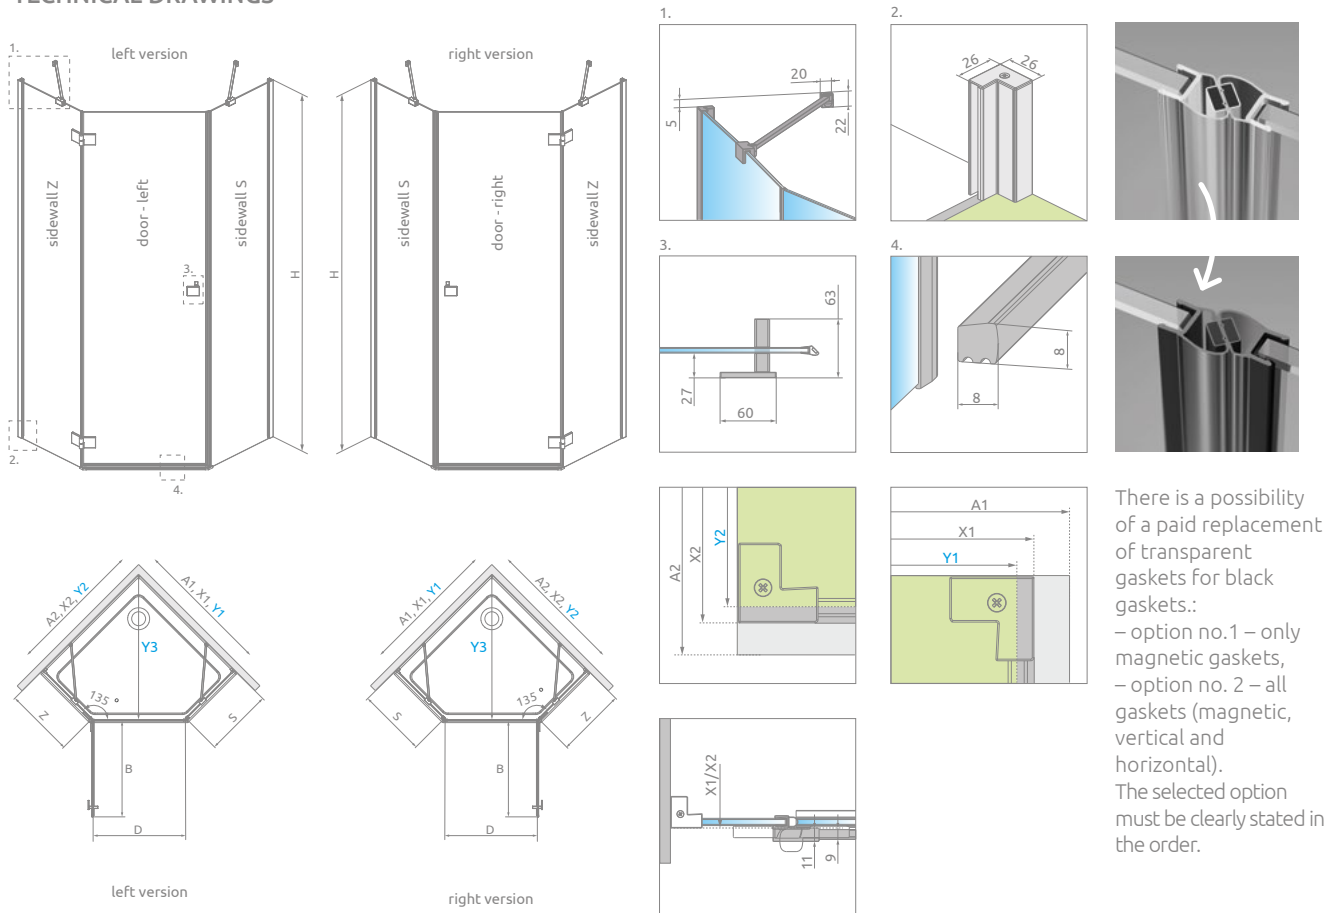 TECHNICAL DRAWINGS
1.
left version
sidewall Z
door - left
sidewall S
H
3.
2.
4.
right version
H
sidewall S
door - right
sidewall Z
A2, X2, Y2
A1, X1, Y1
Y3
135 °
Z
S
B
D
left version
A1, X1, Y1
A2, X2, Y2
Y3
135 °
S
Z
B
D
right version
1.
20
5
22
2.
26
26
3.
63
27
60
4.
8
8
A2
X2
Y2
A1
X1
Y1
X1/X2
11
9
There is a possibility
of a paid replacement
of transparent
gaskets for black
gaskets.:
– option no.1 – only
magnetic gaskets,
– option no. 2 – all
gaskets (magnetic,
vertical and
horizontal).
The selected option
must be clearly stated in
the order.